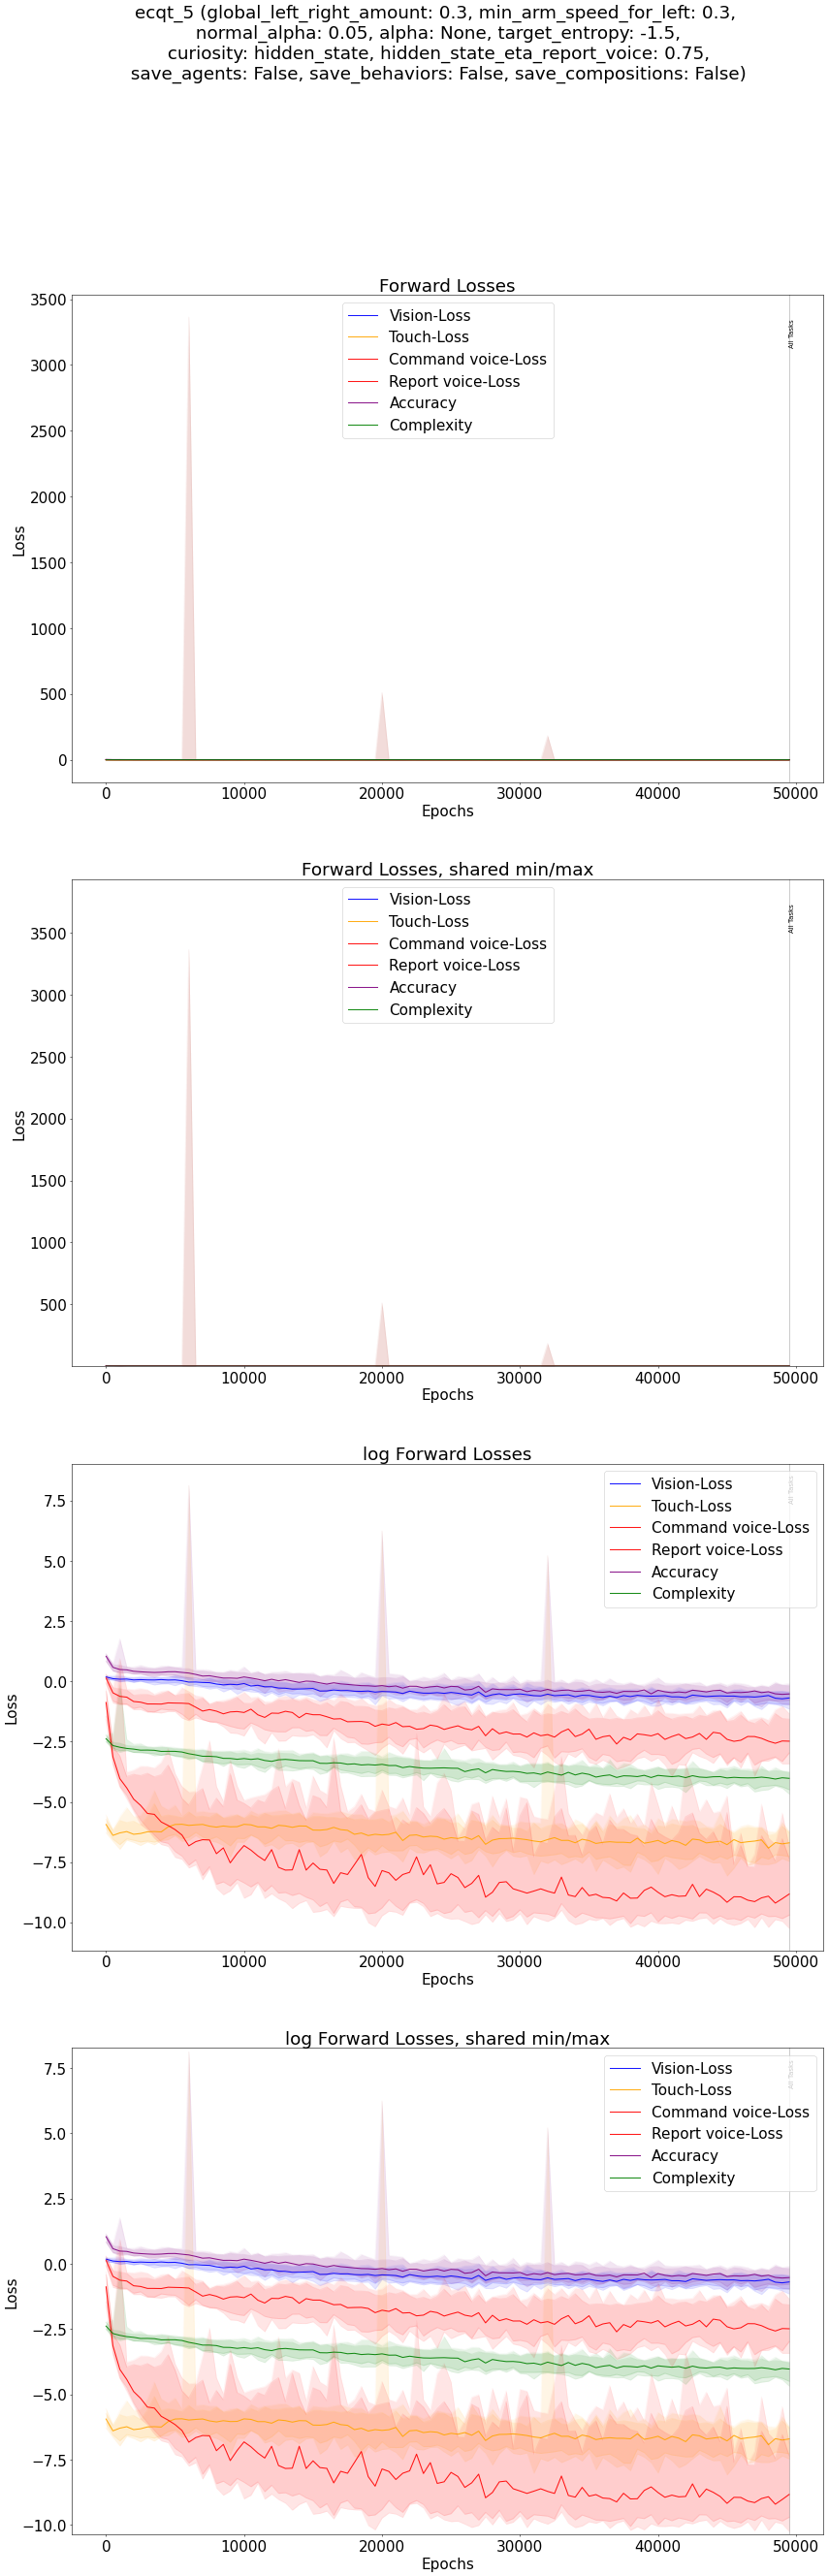 ecqt_5 (global_left_right_amount: 0.3, min_arm_speed_for_left: 0.3,
normal_alpha: 0.05, alpha: None, target_entropy: -1.5,
curiosity: hidden_state, hidden_state_eta_report_voice: 0.75,
save_agents: False, save_behaviors: False, save_compositions: False)
Forward Losses
3500
3000
2500
2000
1500
1000
500
0
Loss
Vision-Loss
Touch-Loss
Command voice-Loss
Report voice-Loss
Accuracy
Complexity
All Tasks
0 10000 20000 30000 40000 50000
Epochs
Forward Losses, shared min/max
3500
3000
2500
2000
1500
1000
500
Loss
Vision-Loss
Touch-Loss
Command voice-Loss
Report voice-Loss
Accuracy
Complexity
All Tasks
0 10000 20000 30000 40000 50000
Epochs
log Forward Losses
7.5
5.0
2.5
0.0
−2.5
−5.0
−7.5
−10.0
Loss
Vision-Loss
Touch-Loss
Command voice-Loss
Report voice-Loss
Accuracy
Complexity
All Tasks
0 10000 20000 30000 40000 50000
Epochs
log Forward Losses, shared min/max
7.5
5.0
2.5
0.0
−2.5
−5.0
−7.5
−10.0
Loss
Vision-Loss
Touch-Loss
Command voice-Loss
Report voice-Loss
Accuracy
Complexity
All Tasks
0 10000 20000 30000 40000 50000
Epochs